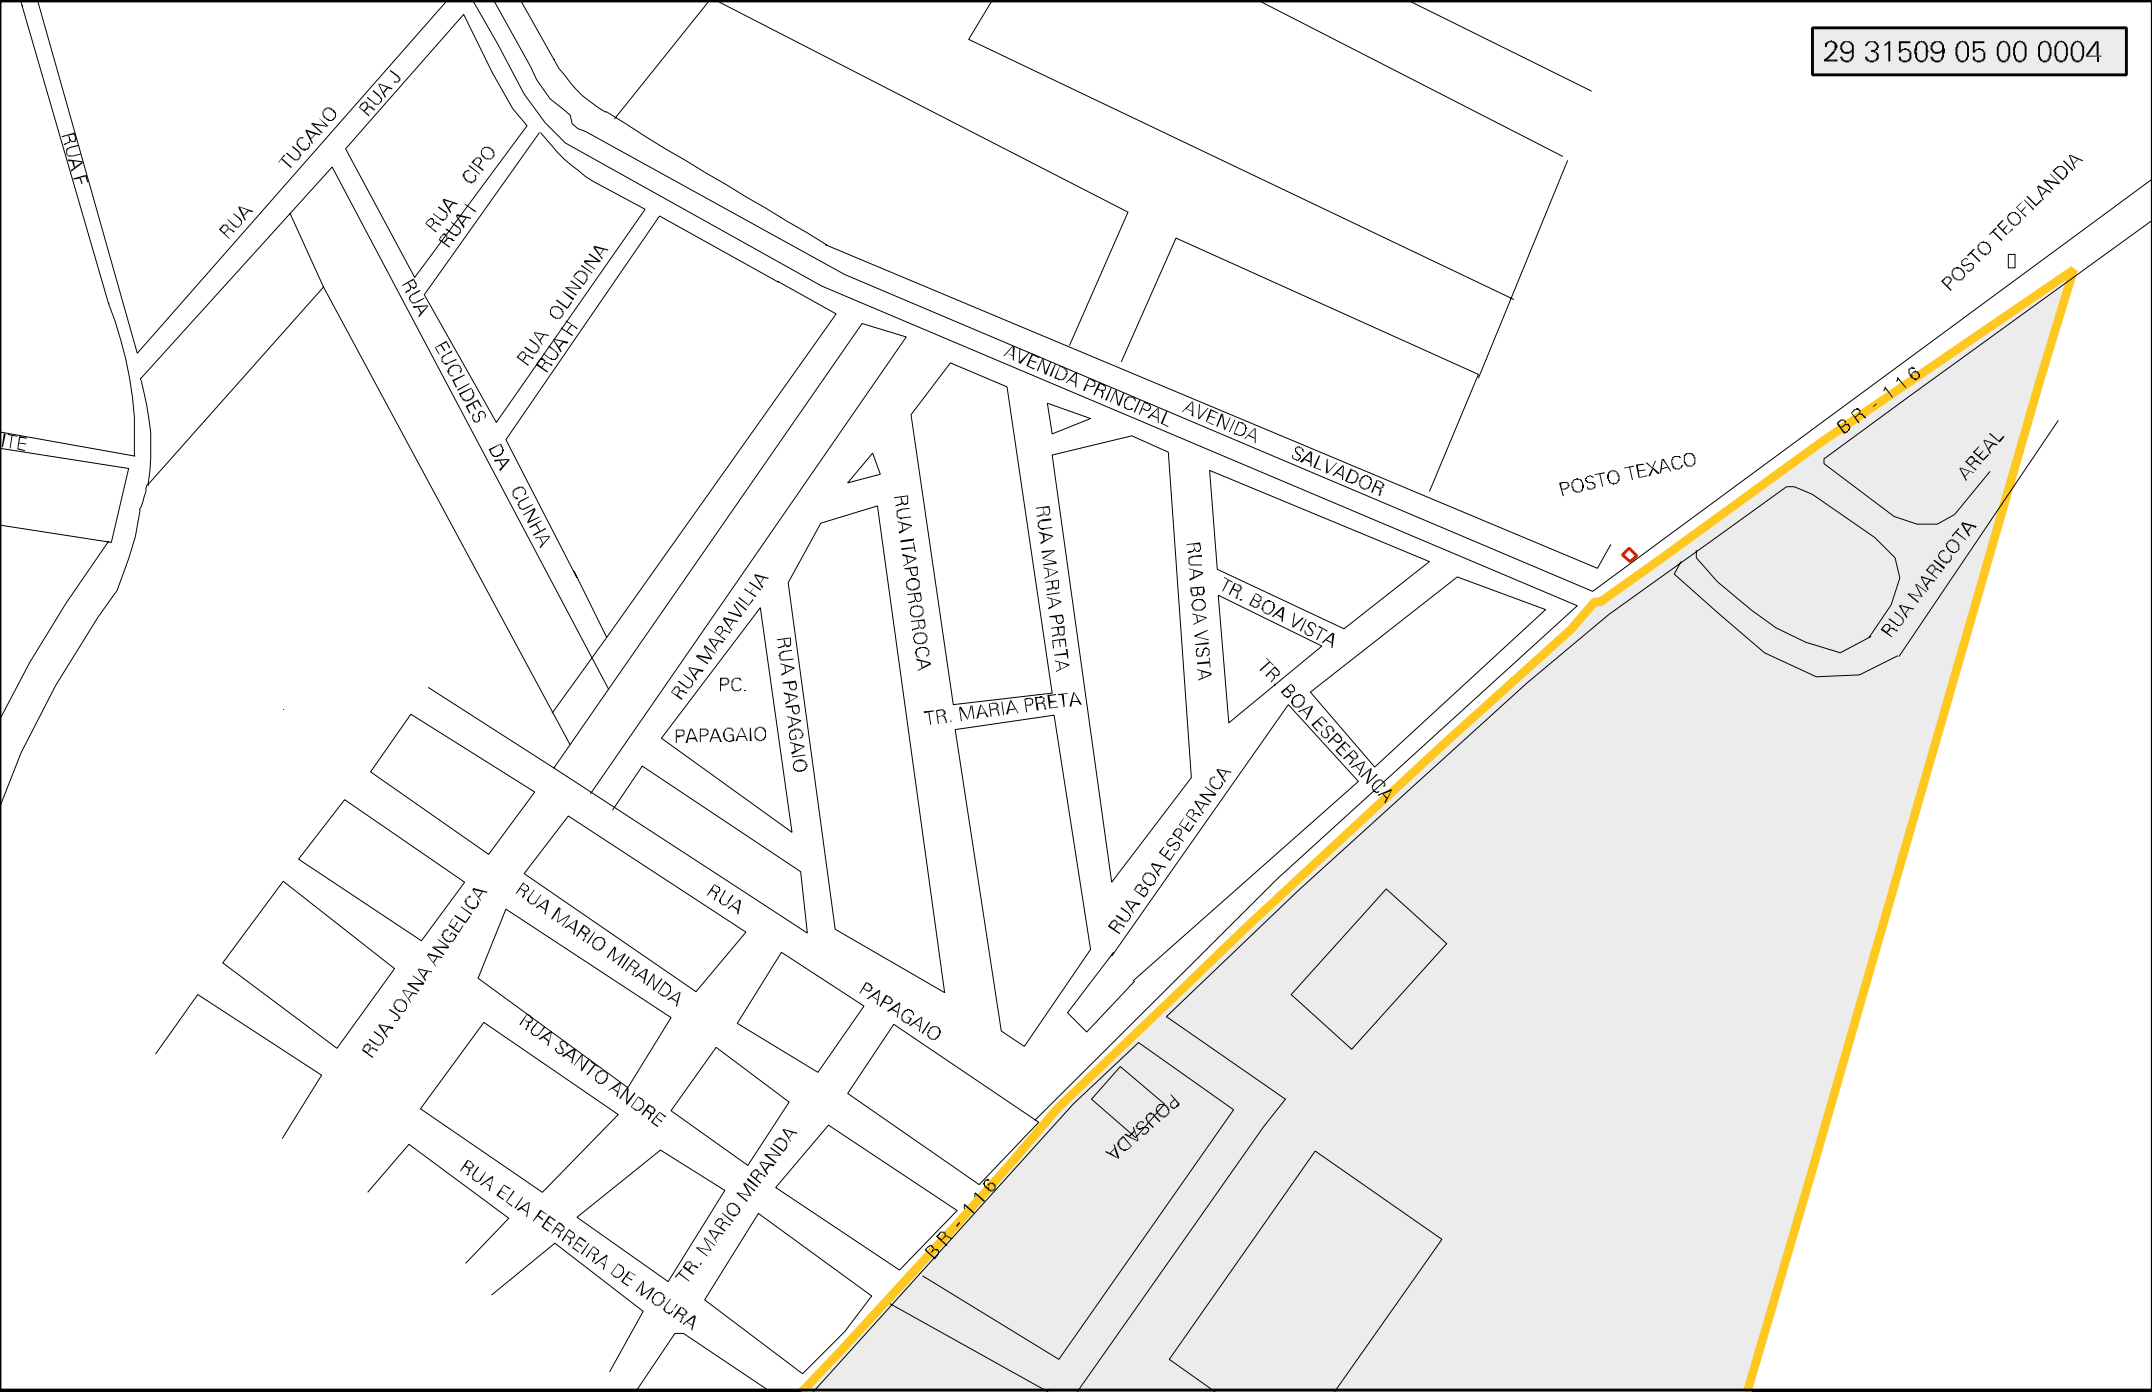 29 31509 05 00 0004
RUA F
RUA TUCANO
RUA J
RUA CIPO
RUA I
RUA OLINDINA
RUA H
RUA EUCLIDES DA CUNHA
ITE
AVENIDA PRINCIPAL
AVENIDA SALVADOR
POSTO TEOFILANDIA
POSTO TEXACO
BR - 116
AREAL
RUA MARICOTA
RUA MARAVILHA
PC.
PAPAGAIO
RUA PAPAGAIO
RUA ITAPOROROCA
RUA MARIA PRETA
TR. MARIA PRETA
RUA BOA VISTA
TR. BOA VISTA
TR. BOA ESPERANCA
RUA BOA ESPERANCA
RUA PAPAGAIO
RUA MARIO MIRANDA
RUA JOANA ANGELICA
RUA SANTO ANDRE
TR. MARIO MIRANDA
RUA ELIA FERREIRA DE MOURA
BR - 116
POUSADA